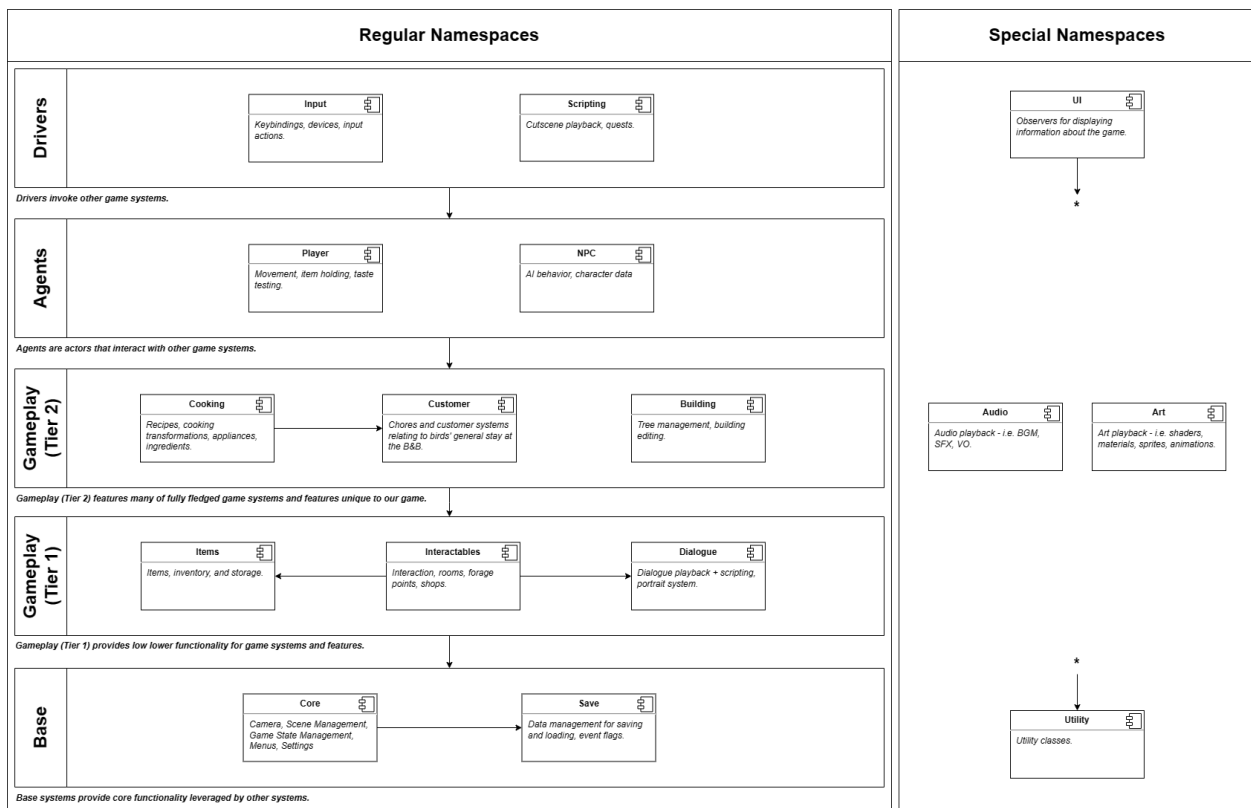 Regular Namespaces
Special Namespaces
Drivers
Input
Keybindings, devices, input
actions.
Scripting
Cutscene playback, quests.
Drivers invoke other game systems.
Agents
Player
Movement, item holding, taste
testing.
NPC
AI behavior, character data
Agents are actors that interact with other game systems.
Gameplay
(Tier 2)
Cooking
Recipes, cooking
transformations, appliances,
ingredients.
Customer
Chores and customer systems
relating to birds' general stay at
the B&B.
Building
Tree management, building
editing.
Gameplay (Tier 2) features many of fully fledged game systems and features unique to our game.
Gameplay
(Tier 1)
Items
Items, inventory, and storage.
Interactables
Interaction, rooms, forage
points, shops.
Dialogue
Dialogue playback + scripting,
portrait system.
Gameplay (Tier 1) provides low lower functionality for game systems and features.
Base
Core
Camera, Scene Management,
Game State Management,
Menus, Settings
Save
Data management for saving
and loading, event flags.
Base systems provide core functionality leveraged by other systems.
UI
Observers for displaying
information about the game.
*
Audio
Audio playback - i.e. BGM,
SFX, VO.
Art
Art playback - i.e. shaders,
materials, sprites, animations.
*
Utility
Utility classes.